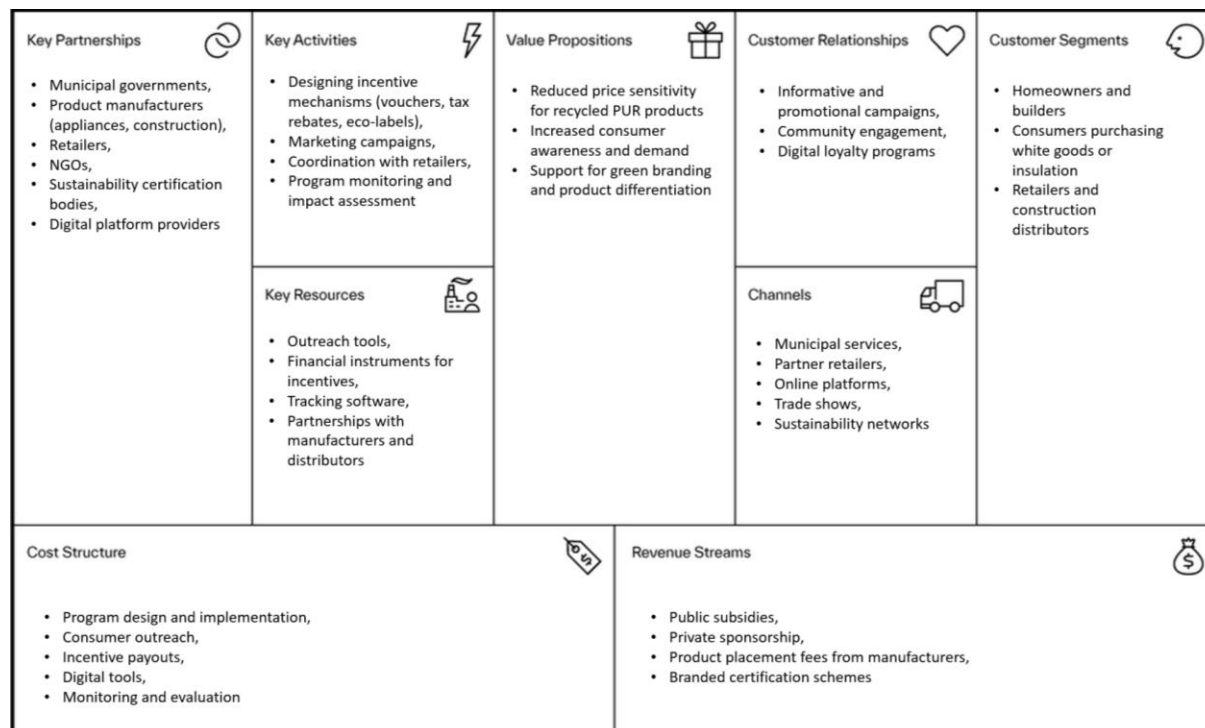 Key Partnerships
• Municipal governments,
• Product manufacturers
(appliances, construction),
• Retailers,
• NGOs,
• Sustainability certification
bodies,
• Digital platform providers
Key Activities
• Designing incentive
mechanisms (vouchers, tax
rebates, eco-labels),
• Marketing campaigns,
• Coordination with retailers,
• Program monitoring and
impact assessment
Key Resources
• Outreach tools,
• Financial instruments for
incentives,
• Tracking software,
• Partnerships with
manufacturers and
distributors
Value Propositions
• Reduced price sensitivity
for recycled PUR products
• Increased consumer
awareness and demand
• Support for green branding
and product differentiation
Customer Relationships
• Informative and
promotional campaigns,
• Community engagement,
• Digital loyalty programs
Channels
• Municipal services,
• Partner retailers,
• Online platforms,
• Trade shows,
• Sustainability networks
Customer Segments
• Homeowners and
builders
• Consumers purchasing
white goods or
insulation
• Retailers and
construction
distributors
Cost Structure
• Program design and implementation,
• Consumer outreach,
• Incentive payouts,
• Digital tools,
• Monitoring and evaluation
Revenue Streams
$
• Public subsidies,
• Private sponsorship,
• Product placement fees from manufacturers,
• Branded certification schemes